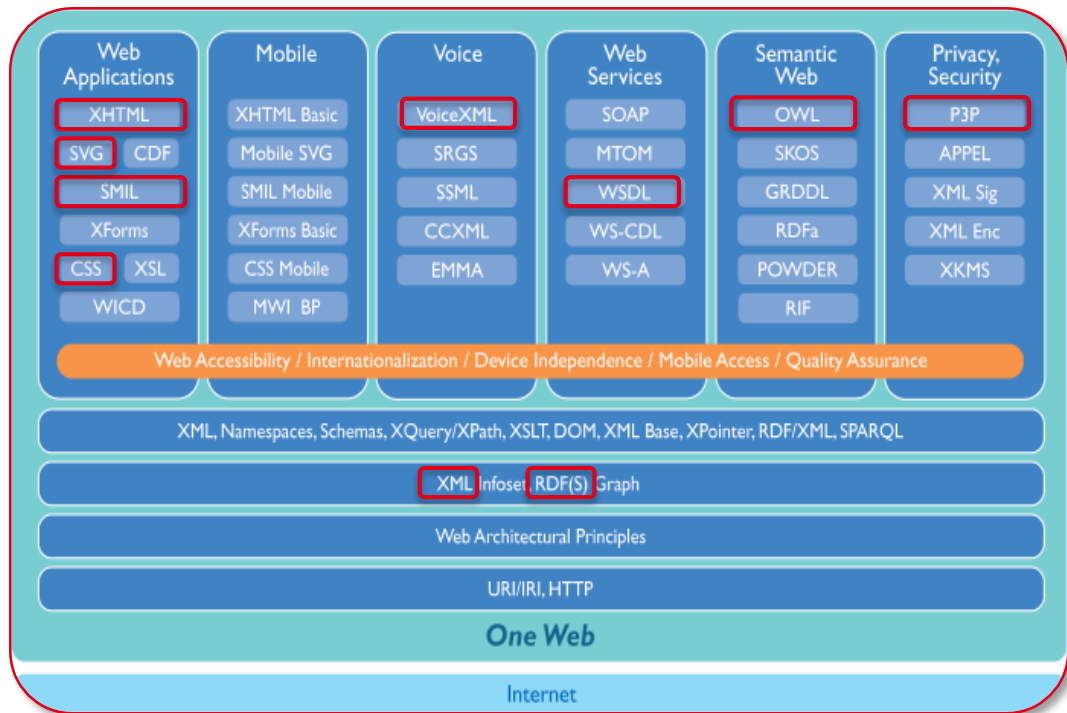 Web
Applications
XHTML
SVG CDF
SMIL
XForms
CSS XSL
WICD
Mobile
XHTML Basic
Mobile SVG
SMIL Mobile
XForms Basic
CSS Mobile
MWI BP
Voice
VoiceXML
SRGS
SSML
CCXML
EMMA
Web
Services
SOAP
MTOM
WSDL
WS-CDL
WS-A
Semantic
Web
OWL
SKOS
GRDDL
RDFa
POWDER
RIF
Privacy,
Security
P3P
APPEL
XML Sig
XML Enc
XKMS
Web Accessibility / Internationalization / Device Independence / Mobile Access / Quality Assurance
XML, Namespaces, Schemas, XQuery/XPath, XSLT, DOM, XML Base, XPointer, RDF/XML, SPARQL
XML Infoset, RDF(S) Graph
Web Architectural Principles
URI/IRI, HTTP
One Web
Internet